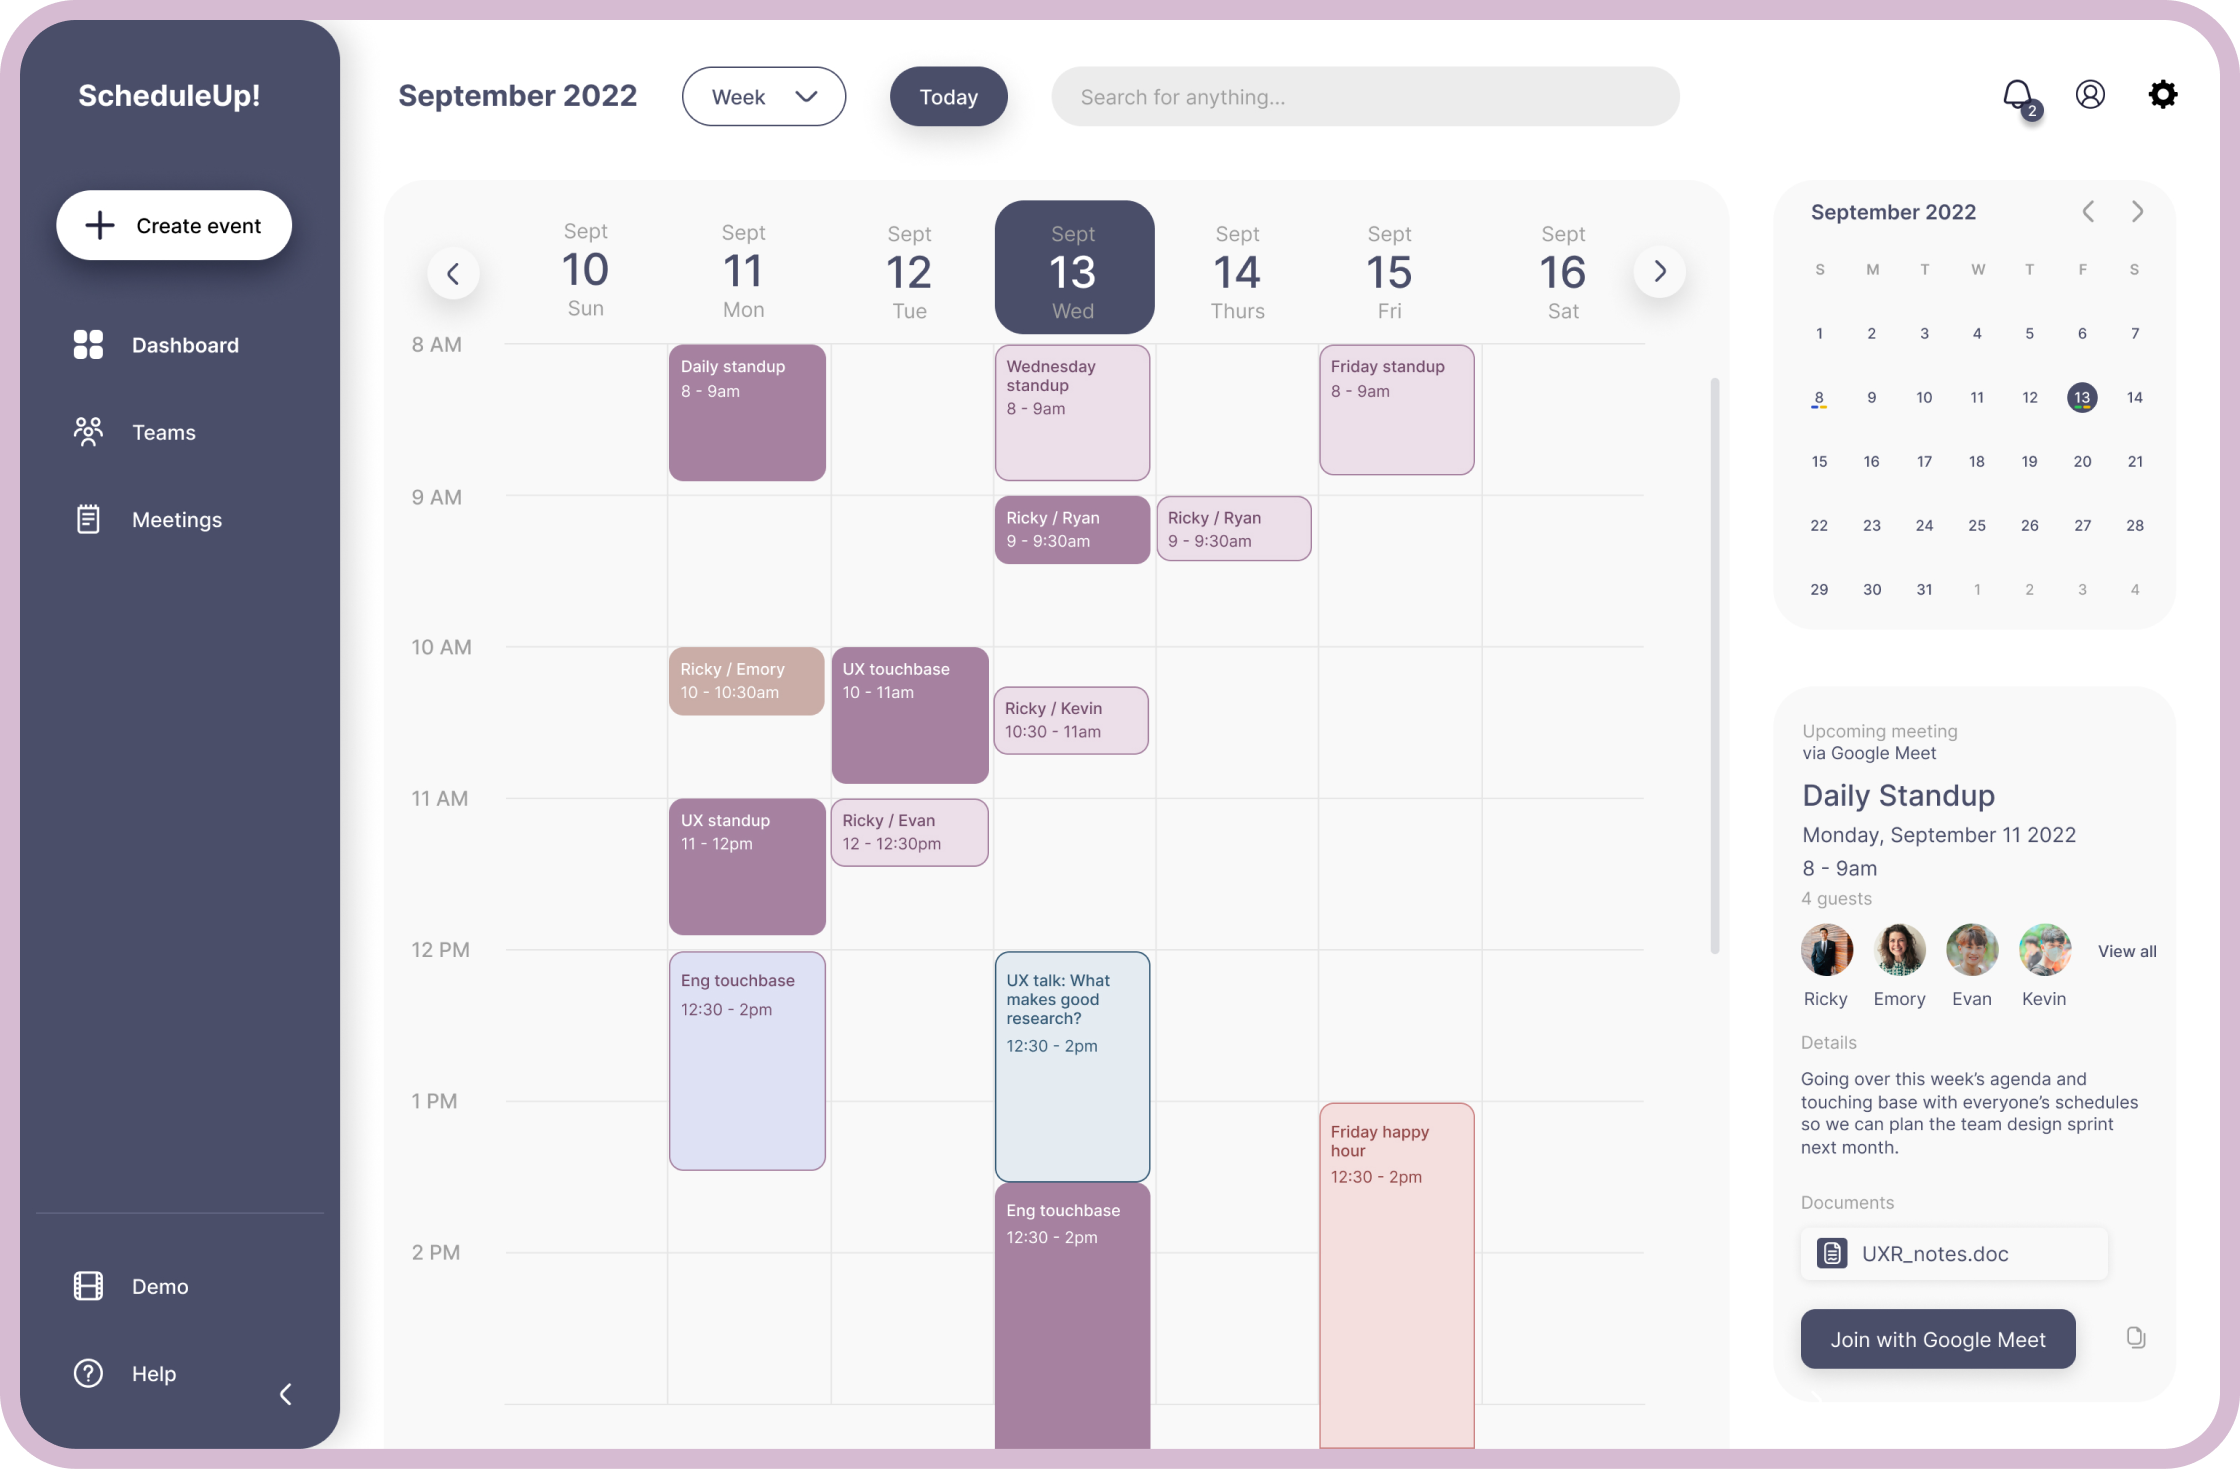 ScheduleUp!
Create event
Dashboard
Teams
Meetings
Demo
Help
September 2022
Week
Today
Search for anything...
2
Sept
10
Sun
Sept
11
Mon
Sept
12
Tue
Sept
13
Wed
Sept
14
Thurs
Sept
15
Fri
Sept
16
Sat
8 AM
9 AM
10 AM
11 AM
12 PM
1 PM
2 PM
Daily standup
8 - 9am
Ricky / Emory
10 - 10:30am
UX standup
11 - 12pm
Eng touchbase
12:30 - 2pm
UX touchbase
10 - 11am
Ricky / Evan
12 - 12:30pm
Wednesday
standup
8 - 9am
Ricky / Ryan
9 - 9:30am
Ricky / Kevin
10:30 - 11am
UX talk: What
makes good
research?
12:30 - 2pm
Eng touchbase
12:30 - 2pm
Ricky / Ryan
9 - 9:30am
Friday standup
8 - 9am
Friday happy
hour
12:30 - 2pm
September 2022
S M T W T F S
1 2 3 4 5 6 7
8 9 10 11 12 13 14
15 16 17 18 19 20 21
22 23 24 25 26 27 28
29 30 31 1 2 3 4
Upcoming meeting
via Google Meet
Daily Standup
Monday, September 11 2022
8 - 9am
4 guests
View all
Ricky Emory Evan Kevin
Details
Going over this week’s agenda and
touching base with everyone’s schedules
so we can plan the team design sprint
next month.
Documents
UXR_notes.doc
Join with Google Meet